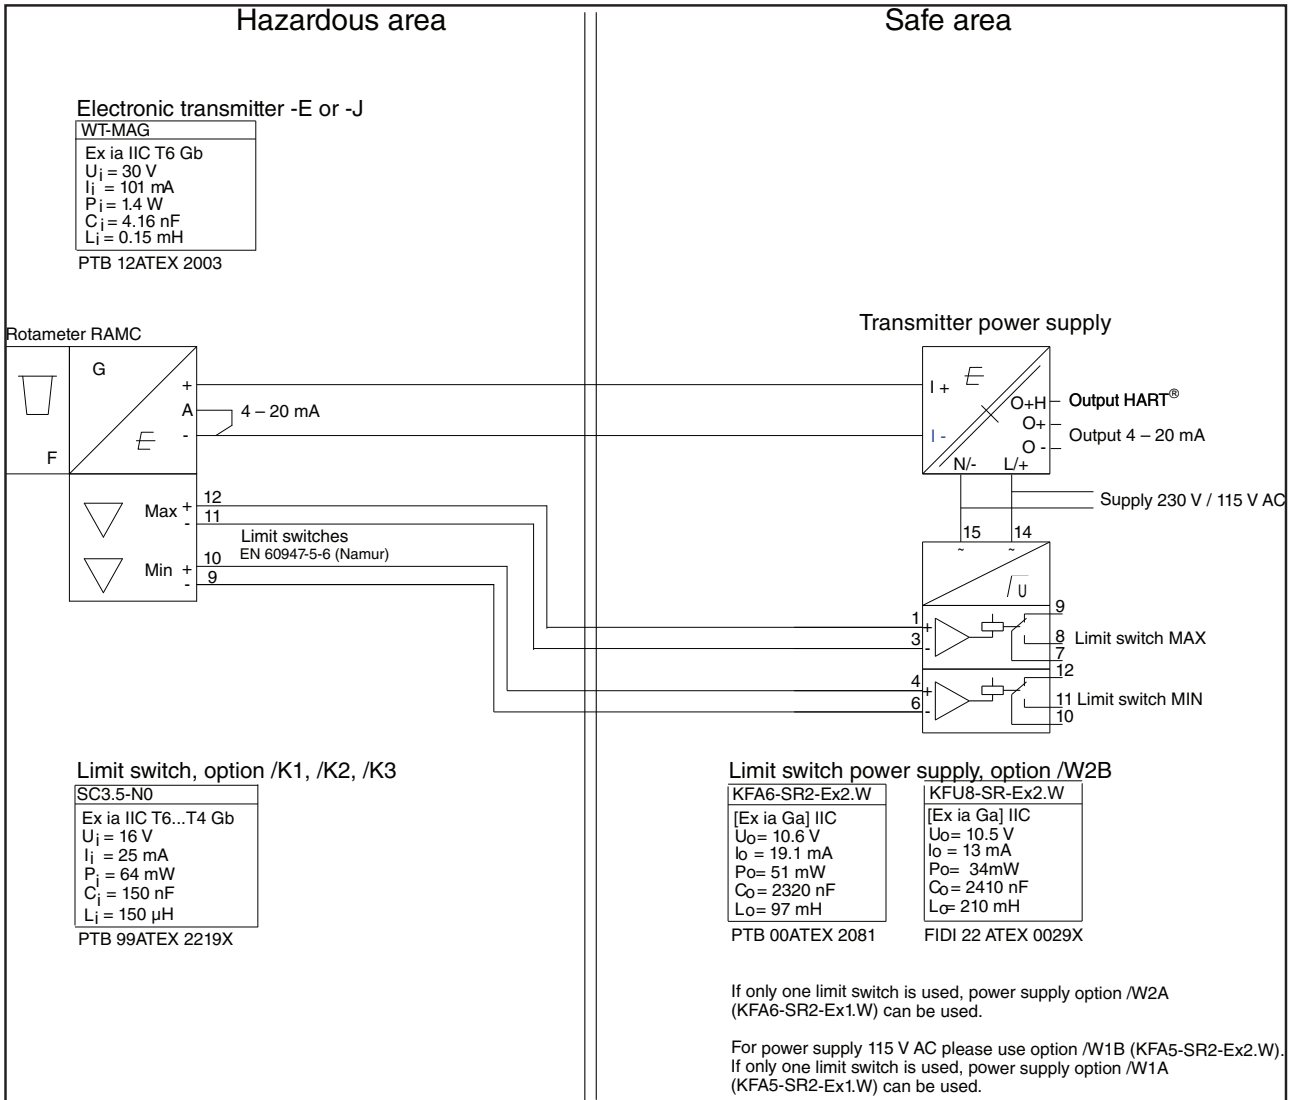 Hazardous area
Safe area
Electronic transmitter -E or -J
WT-MAG
Ex ia IIC T6 Gb
Ui = 30 V
Ii = 101 mA
Pi = 1.4 W
Ci = 4.16 nF
Li = 0.15 mH
PTB 12ATEX 2003
Rotameter RAMC
G
F
E
+
A
-
4 – 20 mA
Transmitter power supply
I +
I -
E
O+H
O+
O -
Output HART®
Output 4 – 20 mA
N/-
L/+
Supply 230 V / 115 V AC
Max +
-
12
11
Limit switches
EN 60947-5-6 (Namur)
Min +
-
10
9
15
14
~
~
U
1
+
3
-
9
8
7
Limit switch MAX
4
+
6
-
12
11
10
Limit switch MIN
Limit switch, option /K1, /K2, /K3
SC3.5-N0
Ex ia IIC T6...T4 Gb
Ui = 16 V
Ii = 25 mA
Pi = 64 mW
Ci = 150 nF
Li = 150 µH
PTB 99ATEX 2219X
Limit switch power supply, option /W2B
KFA6-SR2-Ex2.W
[Ex ia Ga] IIC
Uo= 10.6 V
Io = 19.1 mA
Po= 51 mW
Co= 2320 nF
Lo= 97 mH
PTB 00ATEX 2081
KFU8-SR-Ex2.W
[Ex ia Ga] IIC
Uo= 10.5 V
Io = 13 mA
Po= 34mW
Co= 2410 nF
Lo= 210 mH
FIDI 22 ATEX 0029X
If only one limit switch is used, power supply option /W2A
(KFA6-SR2-Ex1.W) can be used.
For power supply 115 V AC please use option /W1B (KFA5-SR2-Ex2.W).
If only one limit switch is used, power supply option /W1A
(KFA5-SR2-Ex1.W) can be used.